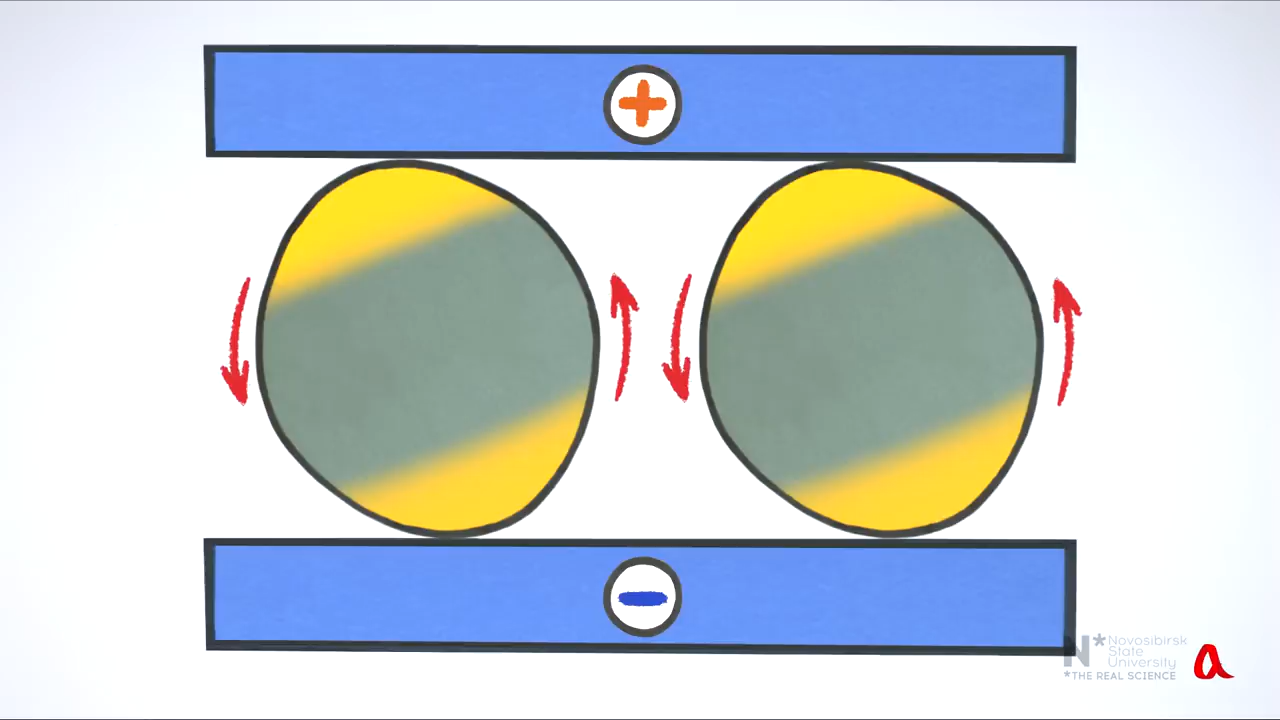 +
-
N* Novosibirsk
State
University
*THE REAL SCIENCE
a